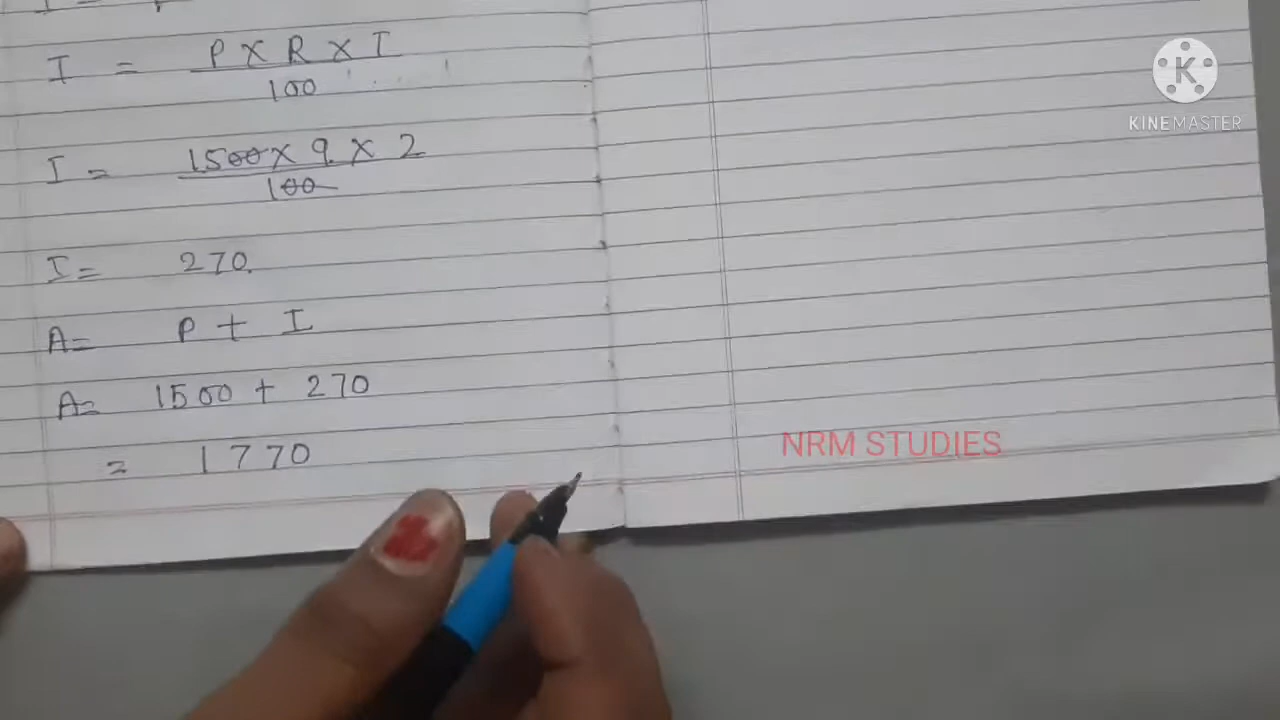 I = P X R X T
100
I = 1500 X 9 X 2
100
I = 270.
A = P + I
A = 1500 + 270
= 1770
K
KINEMASTER
NRM STUDIES